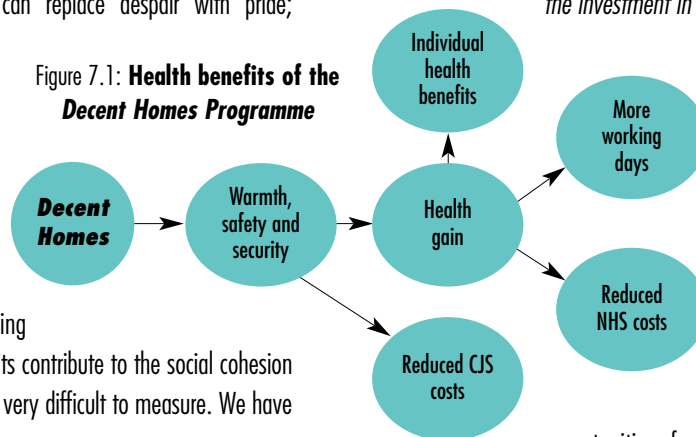 can replace despair with pride;
the investment in
Figure 7.1: Health benefits of the
Decent Homes Programme
Individual
health
benefits
More
working
days
Decent
Homes
Warmth,
safety and
security
Health
gain
Reduced
NHS costs
Reduced CJS
costs
ing
ts contribute to the social cohesion
very difficult to measure. We have